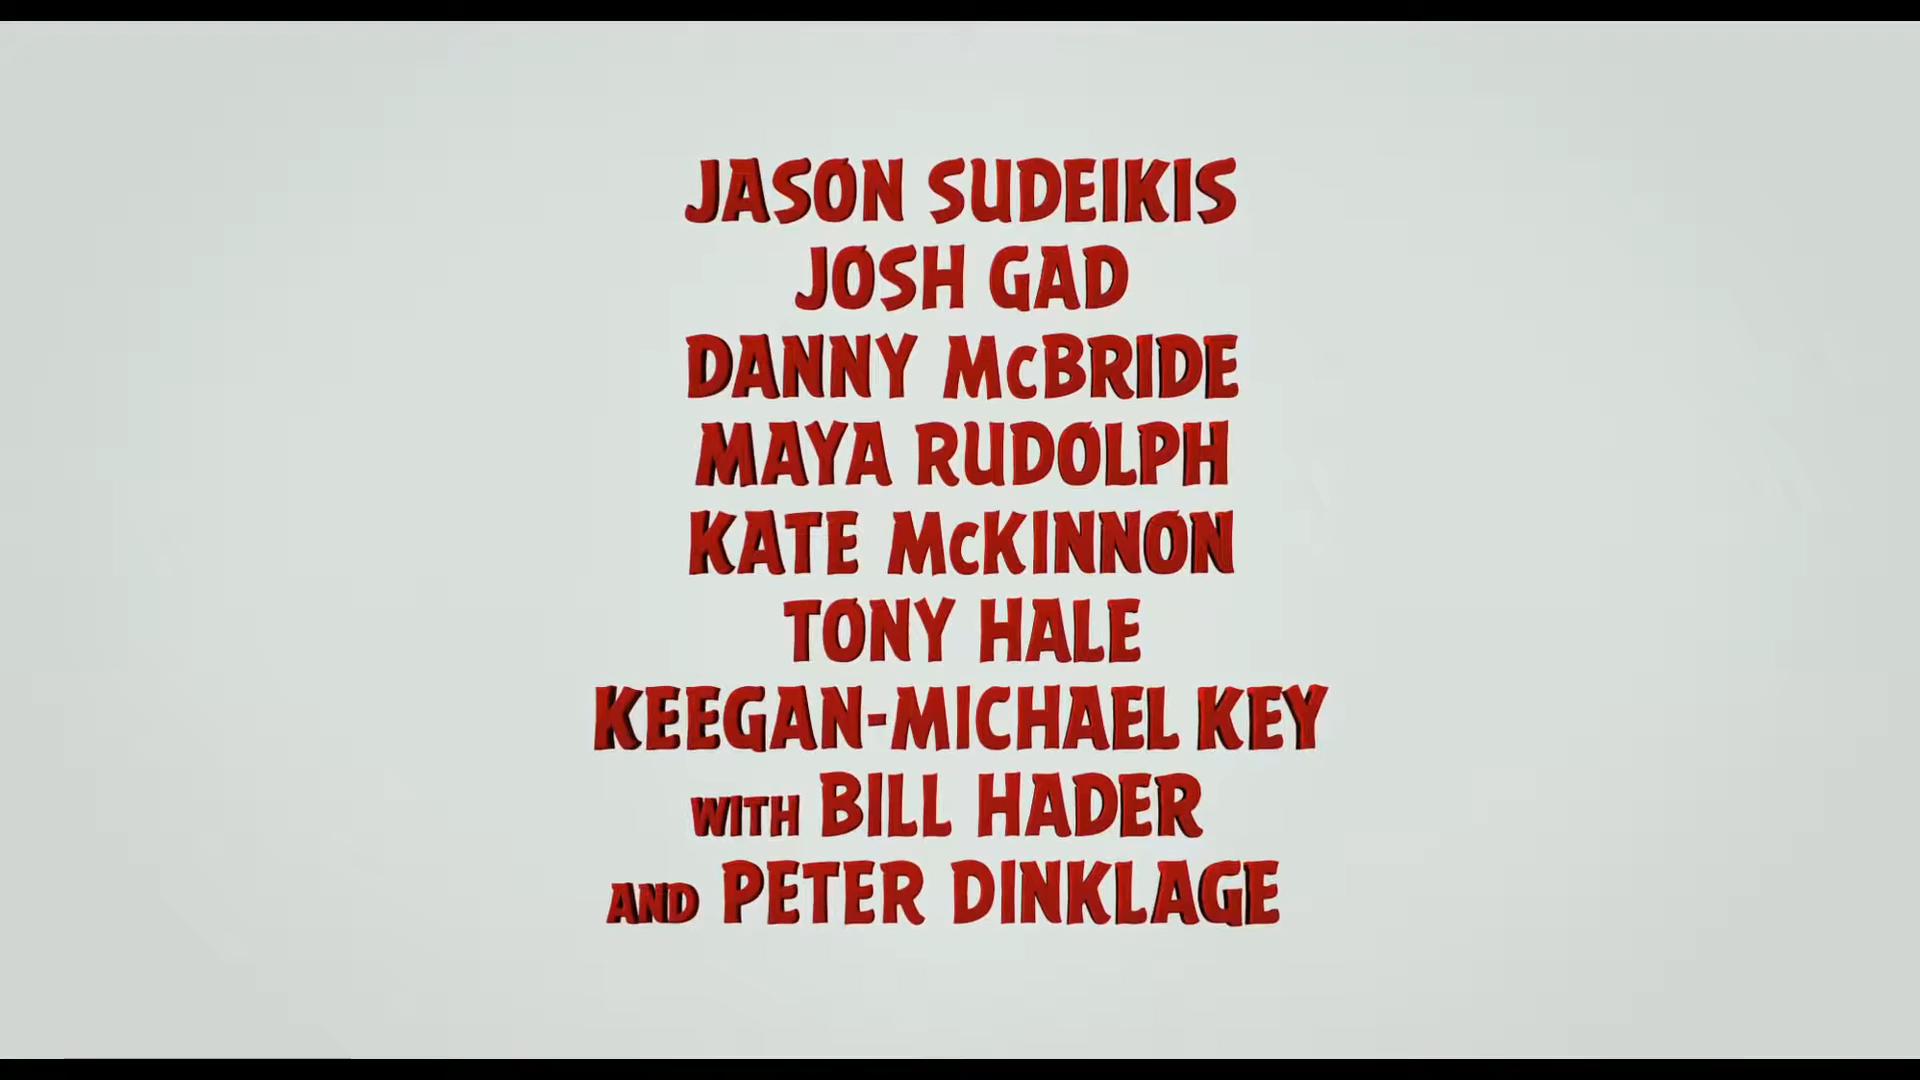 JASON SUDEIKIS
JOSH GAD
DANNY McBRIDE
MAYA RUDOLPH
KATE McKINNON
TONY HALE
KEEGAN-MICHAEL KEY
WITH BILL HADER
AND PETER DINKLAGE